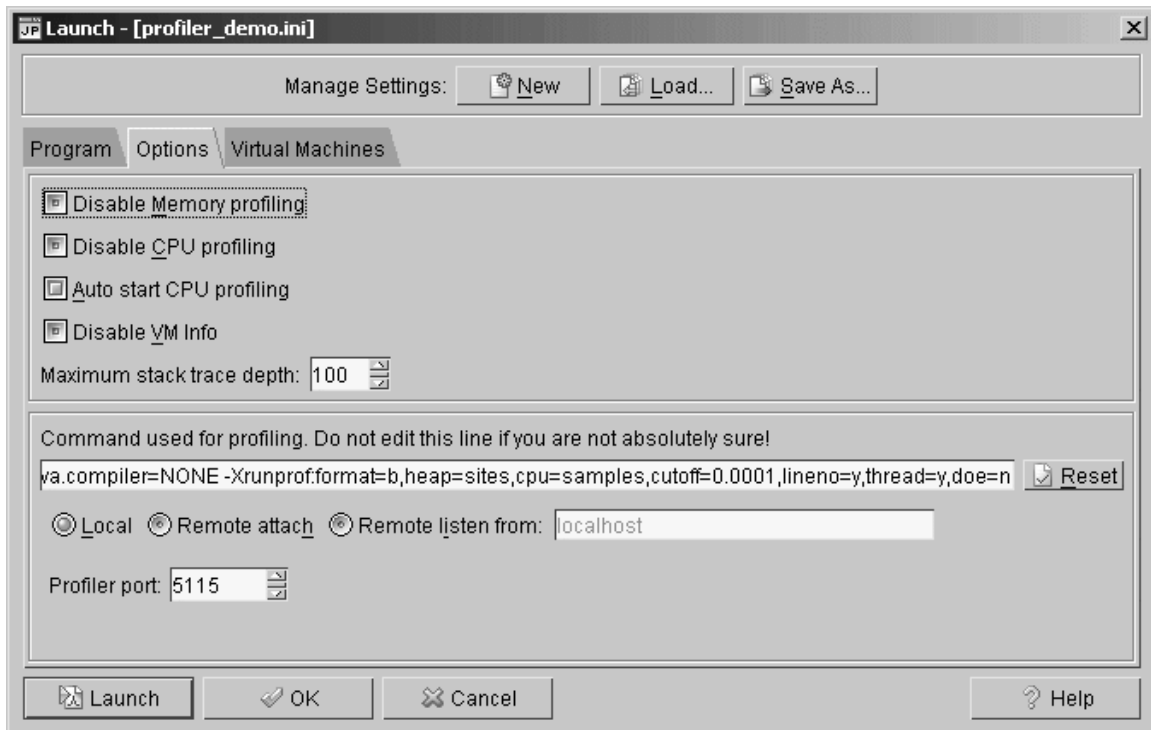 JP Launch - [profiler_demo.ini]
Manage Settings: New Load... Save As...
Program Options Virtual Machines
Disable Memory profiling
Disable CPU profiling
Auto start CPU profiling
Disable VM Info
Maximum stack trace depth: 100
Command used for profiling. Do not edit this line if you are not absolutely sure!
va.compiler=NONE -Xrunprof:format=b,heap=sites,cpu=samples,cutoff=0.0001,lineno=y,thread=y,doe=n Reset
Local Remote attach Remote listen from: localhost
Profiler port: 5115
Launch OK Cancel Help